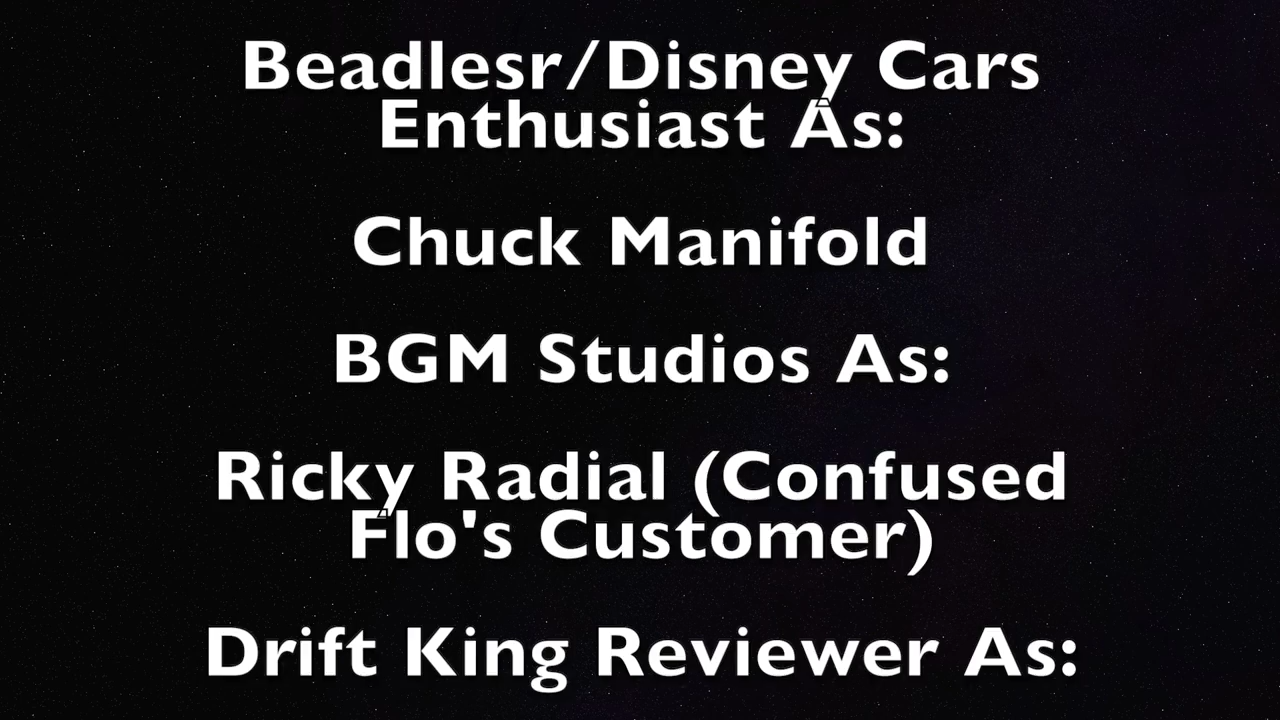 Beadlesr/Disney Cars
Enthusiast As:
Chuck Manifold
BGM Studios As:
Ricky Radial (Confused
Flo's Customer)
Drift King Reviewer As: